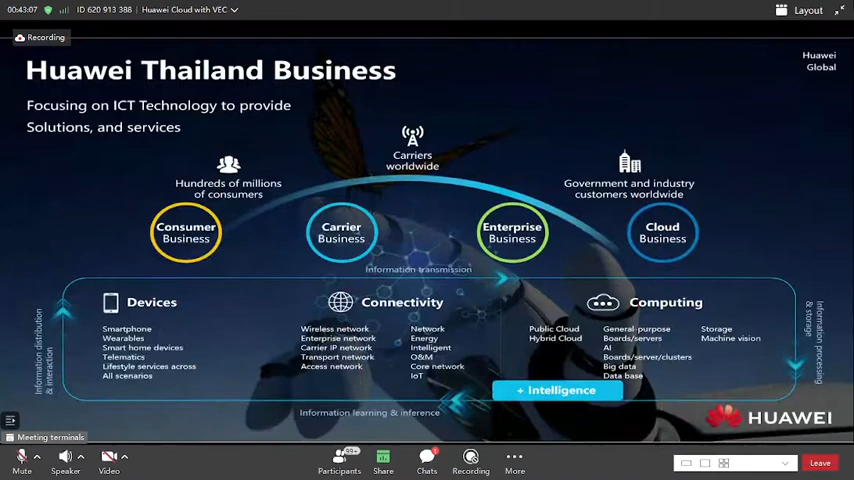 00:43:07
ID 620 913 388
Huawei Cloud with VEC
Layout
Recording
Huawei
Global
Huawei Thailand Business
Focusing on ICT Technology to provide
Solutions, and services
Carriers
worldwide
Hundreds of millions
of consumers
Government and industry
customers worldwide
Consumer
Business
Carrier
Business
Enterprise
Business
Cloud
Business
Information transmission
Information distribution
& interaction
Devices
Smartphone
Wearables
Smart home devices
Telematics
Lifestyle services across
All scenarios
Connectivity
Wireless network
Enterprise network
Carrier IP network
Transport network
Access network
Network
Energy
Intelligent
O&M
Core network
IoT
Computing
Public Cloud
Hybrid Cloud
General-purpose
Boards/servers
AI
Boards/server/clusters
Big data
Data base
Storage
Machine vision
Information processing
& storage
+ Intelligence
Information learning & inference
HUAWEI
Meeting terminals
Mute
Speaker
Video
99+
Participants
Share
Chats
Recording
More
Leave